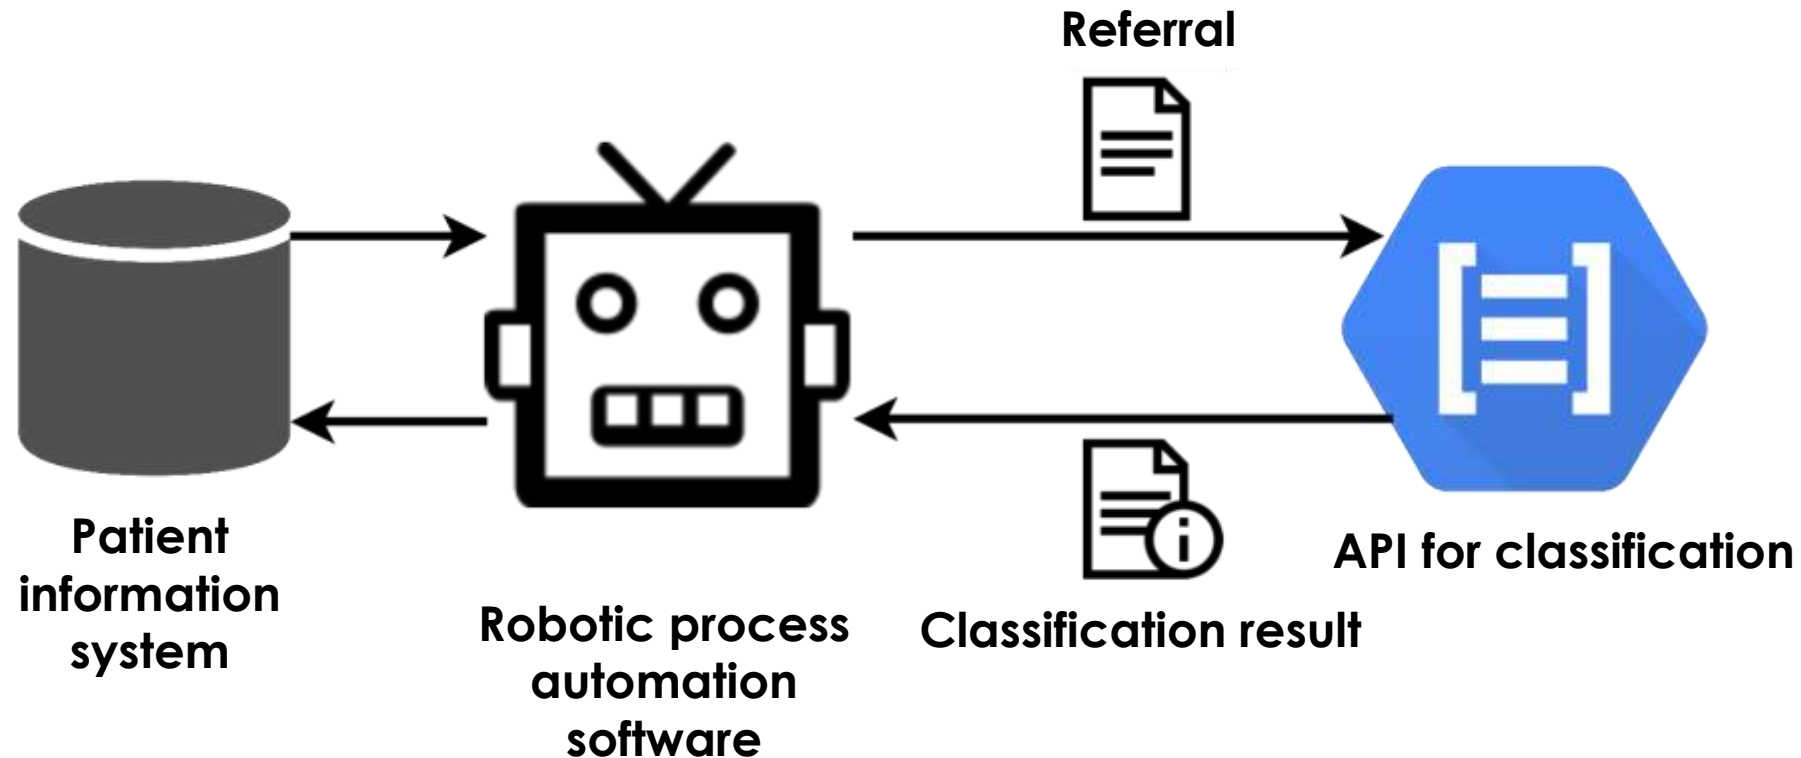 Referral
Patient
information
system
Robotic process
automation
software
Classification result
API for classification